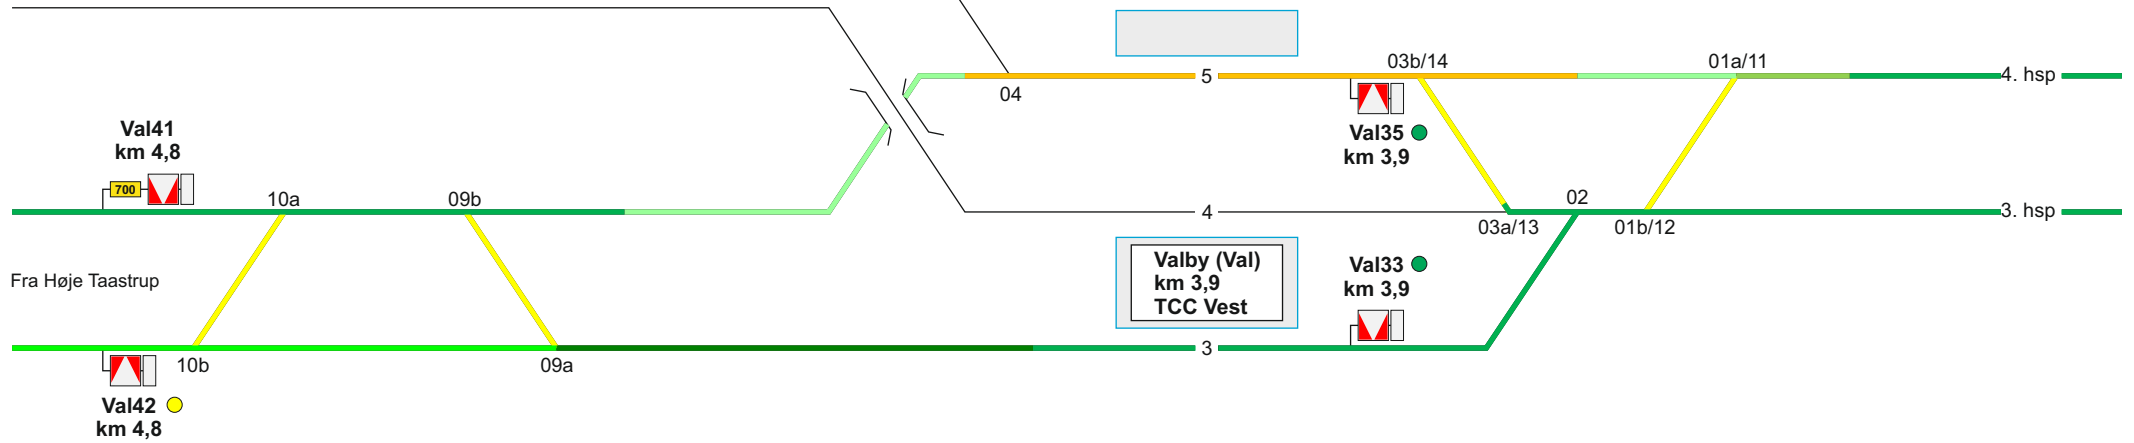 03b/14
01a/11
5
4. hsp
04
Val41
km 4,8
Val35
km 3,9
700
10a
09b
02
4
3. hsp
03a/13
01b/12
Fra Høje Taastrup
Valby (Val)
km 3,9
TCC Vest
Val33
km 3,9
3
10b
09a
Val42
km 4,8